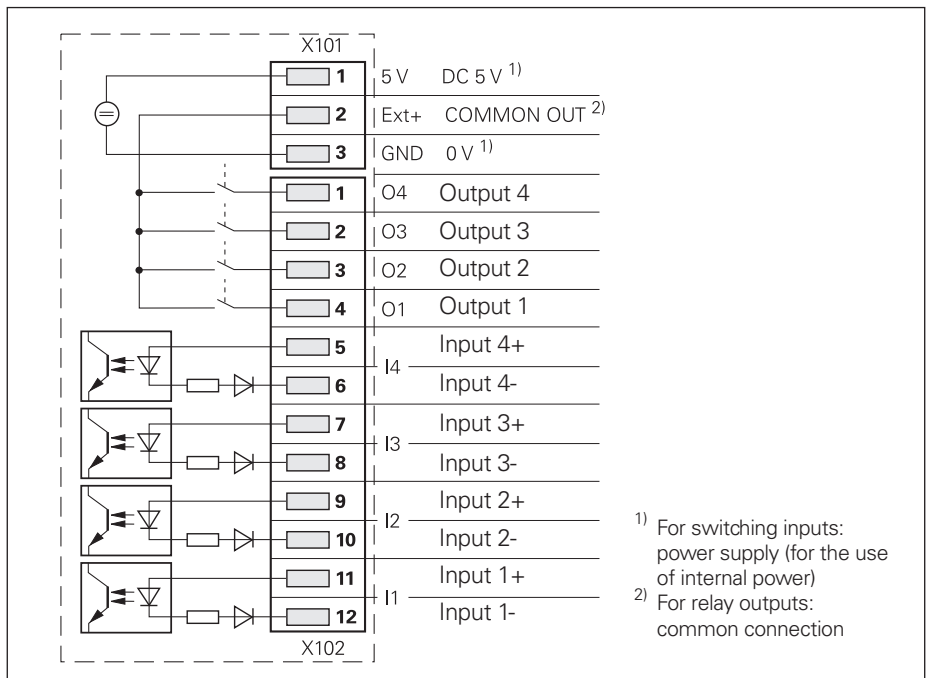 X101
1 5 V DC 5 V 1)
2 Ext+ COMMON OUT 2)
3 GND 0 V 1)
1 O4 Output 4
2 O3 Output 3
3 O2 Output 2
4 O1 Output 1
5 Input 4+
I4
6 Input 4-
7 Input 3+
I3
8 Input 3-
9 Input 2+
I2
10 Input 2-
11 Input 1+
I1
12 Input 1-
X102
1) For switching inputs:
power supply (for the use
of internal power)
2) For relay outputs:
common connection